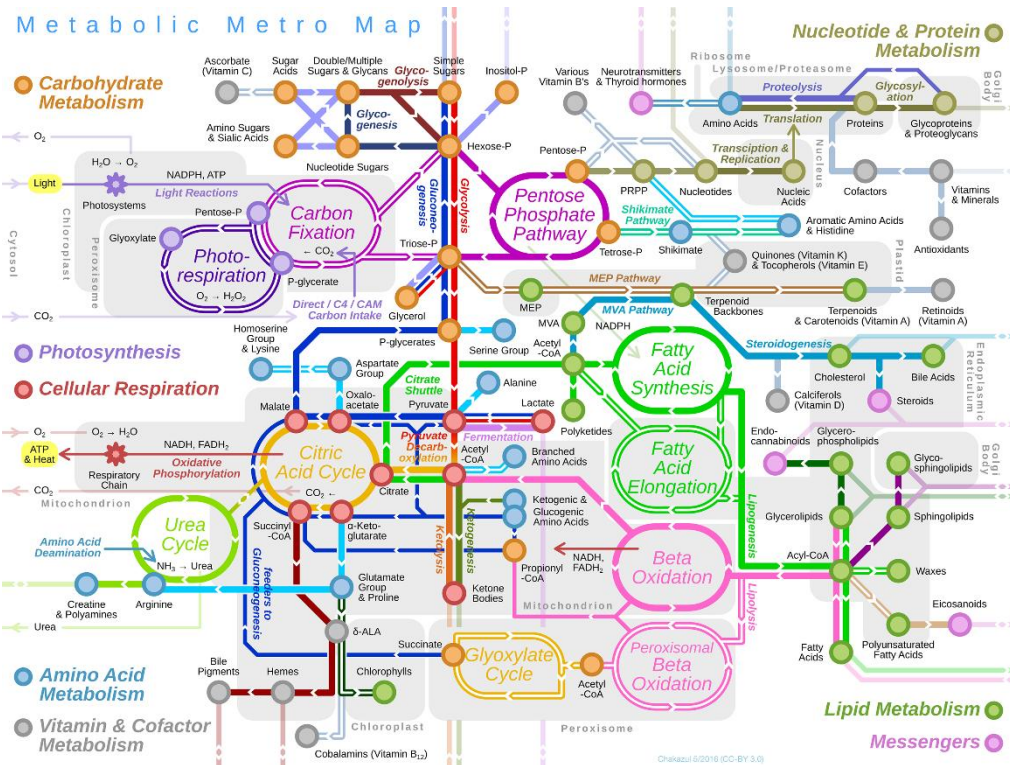 Metabolic Metro Map
Nucleotide & Protein
Metabolism
Carbohydrate
Metabolism
Ascorbate
(Vitamin C)
Sugar
Acids
Double/Multiple
Sugars & Glycans
Glyco-
genolysis
Simple
Sugars
Inositol-P
Amino Sugars
& Sialic Acids
Glyco-
genesis
Nucleotide Sugars
Hexose-P
Various
Vitamin B's
Neurotransmitters
& Thyroid hormones
Ribosome
Lysosome/Proteasome
Proteolysis
Glycosyl-
ation
Golgi
Body
Amino Acids
Translation
Proteins
Glycoproteins
& Proteoglycans
Transciption &
Replication
Nucleus
Pentose-P
PRPP
Nucleotides
Nucleic
Acids
Cofactors
Vitamins
& Minerals
Antioxidants
O₂
H₂O → O₂
Light
NADPH, ATP
Light Reactions
Photosystems
Chloroplast
Cytosol
Peroxisome
Pentose-P
Carbon
Fixation
← CO₂
Glyoxylate
Photo-
respiration
O₂ → H₂O₂
P-glycerate
Direct / C4 / CAM
Carbon Intake
CO₂
Gluconeo-
genesis
Glycolysis
Triose-P
Glycerol
Pentose
Phosphate
Pathway
Tetrose-P
Shikimate
Pathway
Shikimate
Aromatic Amino Acids
& Histidine
Quinones (Vitamin K)
& Tocopherols (Vitamin E)
Plastid
MEP Pathway
MEP
MVA Pathway
Terpenoid
Backbones
Terpenoids
& Carotenoids (Vitamin A)
Retinoids
(Vitamin A)
Photosynthesis
Cellular Respiration
Homoserine
Group
& Lysine
P-glycerates
Serine Group
MVA
NADPH
Acetyl
-CoA
Fatty
Acid
Synthesis
Steroidogenesis
Cholesterol
Bile Acids
Endoplasmic
Reticulum
Calciferols
(Vitamin D)
Steroids
Aspartate
Group
Citrate
Shuttle
Alanine
Malate
Oxalo-
acetate
Pyruvate
Lactate
Polyketides
Pyruvate
Decarb-
oxylation
Fermentation
O₂
O₂ → H₂O
ATP
& Heat
NADH, FADH₂
Oxidative
Phosphorylation
Respiratory
Chain
CO₂
CO₂ ←
Mitochondrion
Citric
Acid Cycle
Citrate
Acetyl
-CoA
Branched
Amino Acids
Fatty
Acid
Elongation
Endo-
cannabinoids
Glycero-
phospholipids
Glyco-
sphingolipids
Golgi
Body
Glycerolipids
Sphingolipids
Urea
Cycle
Succinyl
-CoA
α-Keto-
glutarate
Ketolysis
Ketogenesis
Ketogenic &
Glucogenic
Amino Acids
Lipogenesis
Amino Acid
Deamination
NH₃ → Urea
Creatine
& Polyamines
Arginine
Urea
feeders to
Gluconeogenesis
Glutamate
Group
& Proline
Propionyl
-CoA
NADH,
FADH₂
Beta
Oxidation
Ketone
Bodies
Mitochondrion
Lipolysis
Acyl-CoA
Waxes
Eicosanoids
Polyunsaturated
Fatty Acids
Fatty
Acids
δ-ALA
Succinate
Glyoxylate
Cycle
Acetyl
-CoA
Peroxisomal
Beta
Oxidation
Bile
Pigments
Hemes
Chlorophylls
Chloroplast
Peroxisome
Cobalamins (Vitamin B₁₂)
Amino Acid
Metabolism
Vitamin & Cofactor
Metabolism
Lipid Metabolism
Messengers
Chakazul 5/2016 (CC-BY 3.0)